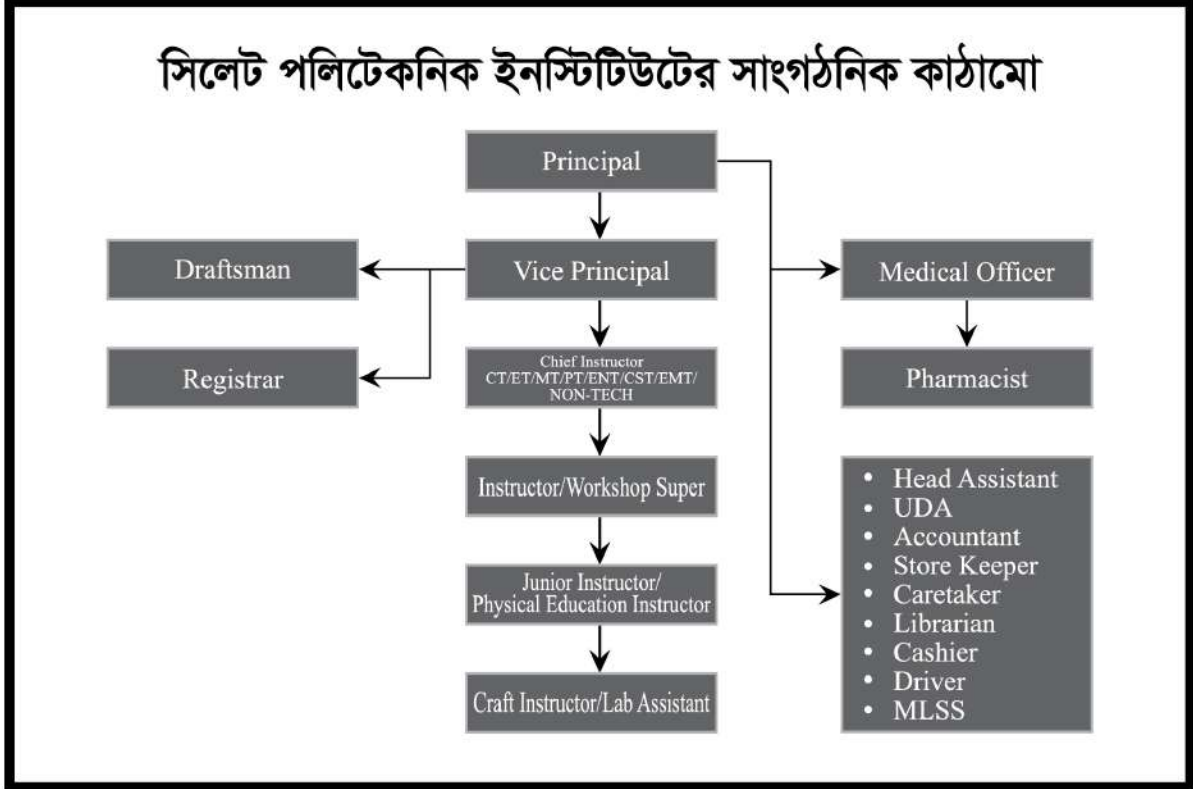 সিলেট পলিটেকনিক ইনস্টিটিউটের সাংগঠনিক কাঠামো
Principal
Draftsman
Vice Principal
Medical Officer
Registrar
Chief Instructor
CT/ET/MT/PT/ENT/CST/EMT/
NON-TECH
Pharmacist
Instructor/Workshop Super
Junior Instructor/
Physical Education Instructor
Craft Instructor/Lab Assistant
• Head Assistant
• UDA
• Accountant
• Store Keeper
• Caretaker
• Librarian
• Cashier
• Driver
• MLSS